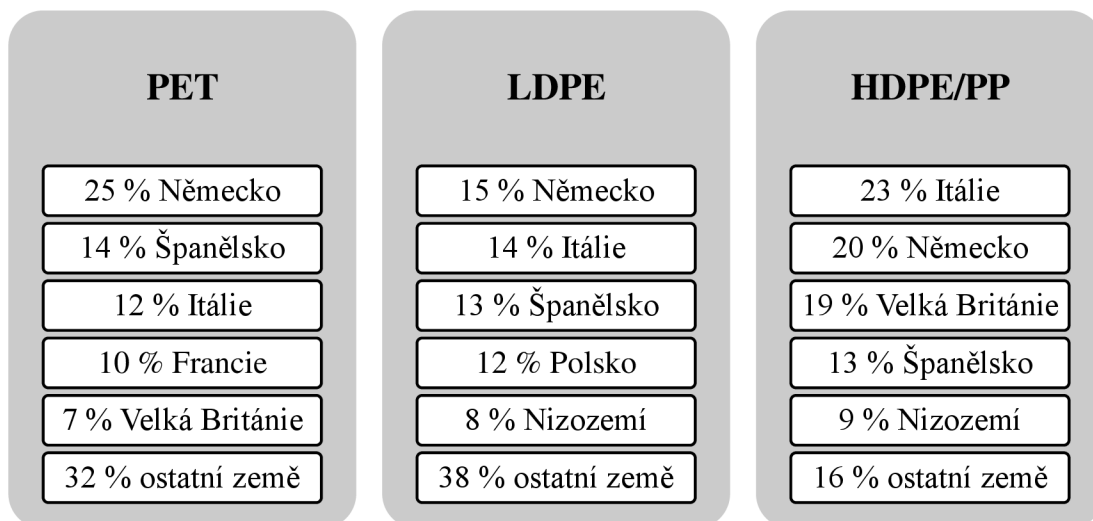 PET
25 % Německo
14 % Španělsko
12 % Itálie
10 % Francie
7 % Velká Británie
32 % ostatní země
LDPE
15 % Německo
14 % Itálie
13 % Španělsko
12 % Polsko
8 % Nizozemí
38 % ostatní země
HDPE/PP
23 % Itálie
20 % Německo
19 % Velká Británie
13 % Španělsko
9 % Nizozemí
16 % ostatní země